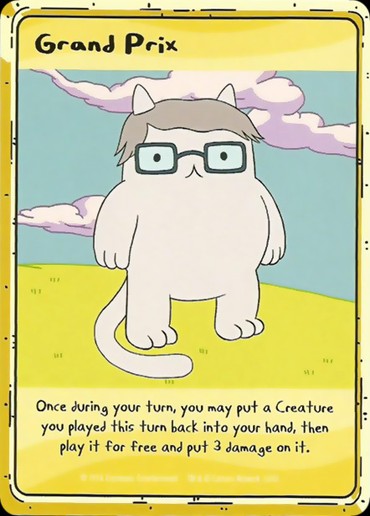 Grand Prix
Once during your turn, you may put a Creature
you played this turn back into your hand, then
play it for free and put 3 damage on it.